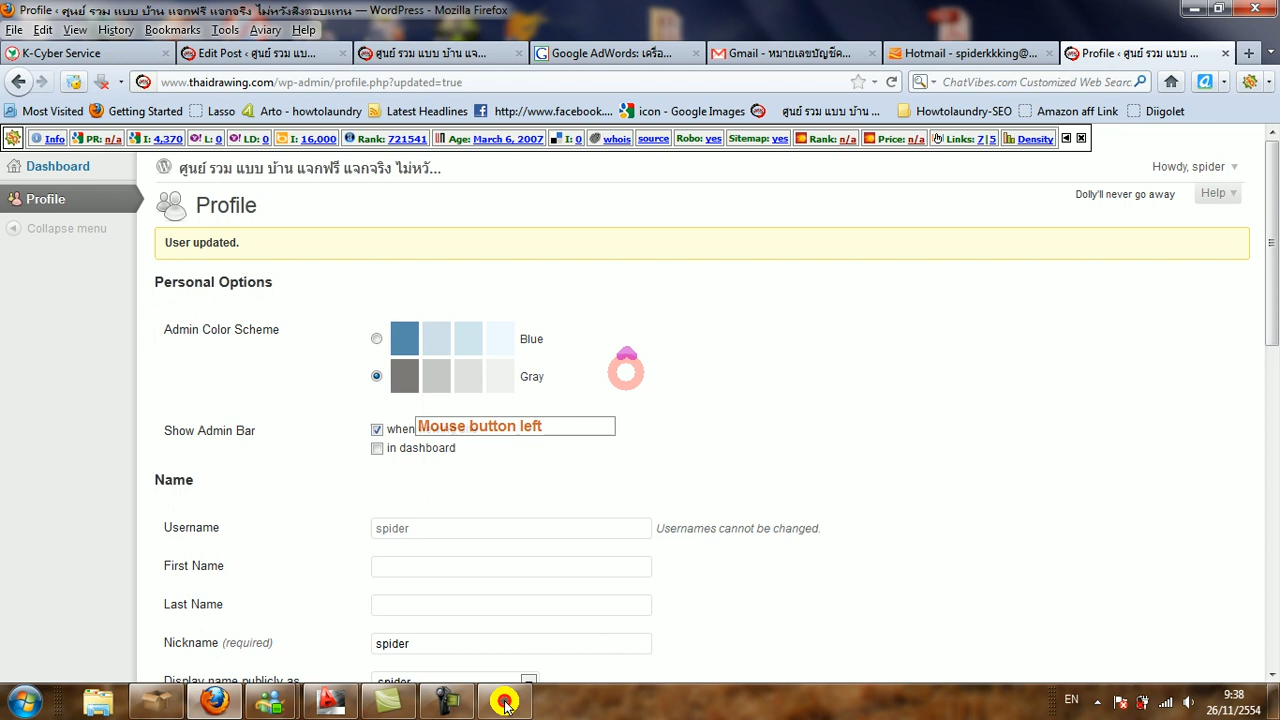 Profile ‹ ศูนย์ รวม แบบ บ้าน แจกฟรี แจกจริง ไม่หวังสิ่งตอบแทน — WordPress - Mozilla Firefox
File Edit View History Bookmarks Tools Aviary Help
K-Cyber Service
Edit Post ‹ ศูนย์ รวม แบบ ...
ศูนย์ รวม แบบ บ้าน แจ...
Google AdWords: เครื่อ...
Gmail - หมายเลขบัญชีค...
Hotmail - spiderkkking@...
Profile ‹ ศูนย์ รวม แบบ ...
www.thaidrawing.com/wp-admin/profile.php?updated=true
ChatVibes.com Customized Web Searc
Most Visited Getting Started Lasso Arto - howtolaundry Latest Headlines http://www.facebook.... icon - Google Images ศูนย์ รวม แบบ บ้าน ... Howtolaundry-SEO Amazon aff Link Diigolet
Info PR: n/a I: 4,370 L: 0 LD: 0 I: 16,000 Rank: 721541 Age: March 6, 2007 I: 0 whois source Robo: yes Sitemap: yes Rank: n/a Price: n/a Links: 7|5 Density
Dashboard
ศูนย์ รวม แบบ บ้าน แจกฟรี แจกจริง ไม่หวั...
Howdy, spider
Profile
Collapse menu
Profile
Dolly'll never go away
Help
User updated.
Personal Options
Admin Color Scheme
Blue
Gray
Show Admin Bar
when
Mouse button left
in dashboard
Name
Username
spider
Usernames cannot be changed.
First Name
Last Name
Nickname (required)
spider
Display name publicly as
spider
EN
9:38
26/11/2554